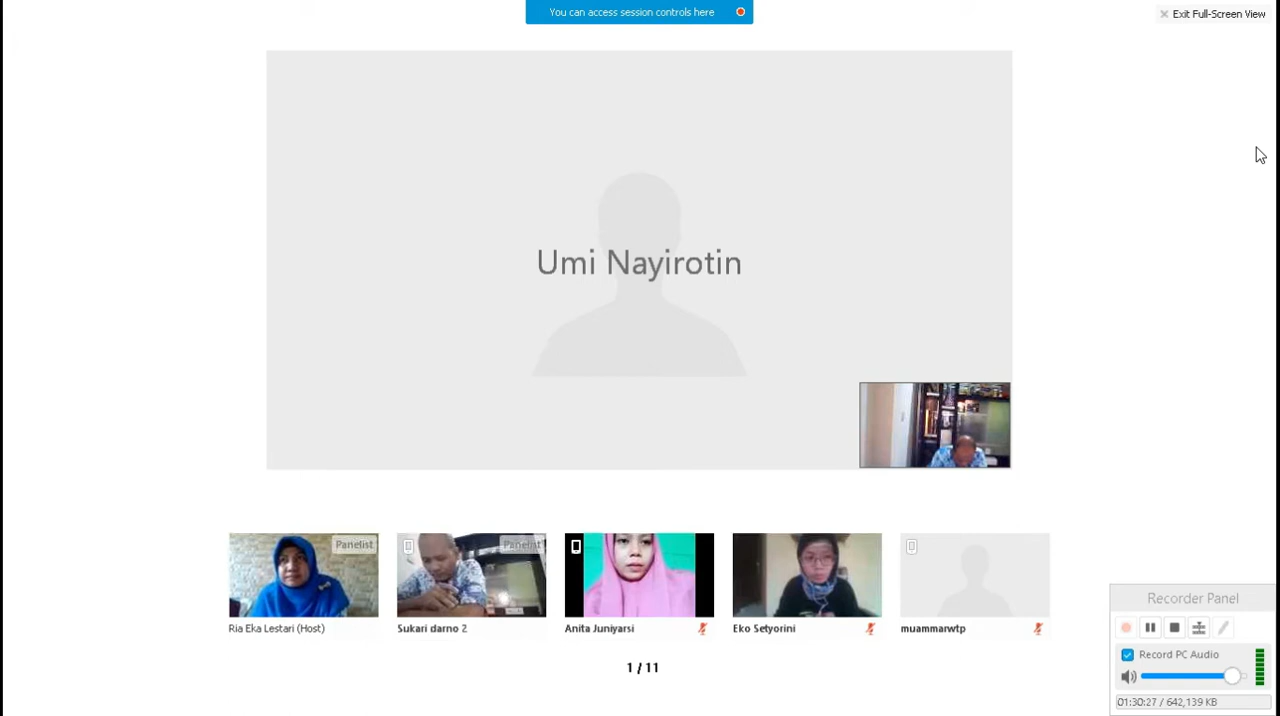 You can access session controls here
Exit Full-Screen View
Umi Nayirotin
Panelist
Panelist
Ria Eka Lestari (Host)
Sukari darno 2
Anita Juniyarsi
Eko Setyorini
muammarwtp
1 / 11
Recorder Panel
Record PC Audio
01:30:27 / 642,139 KB